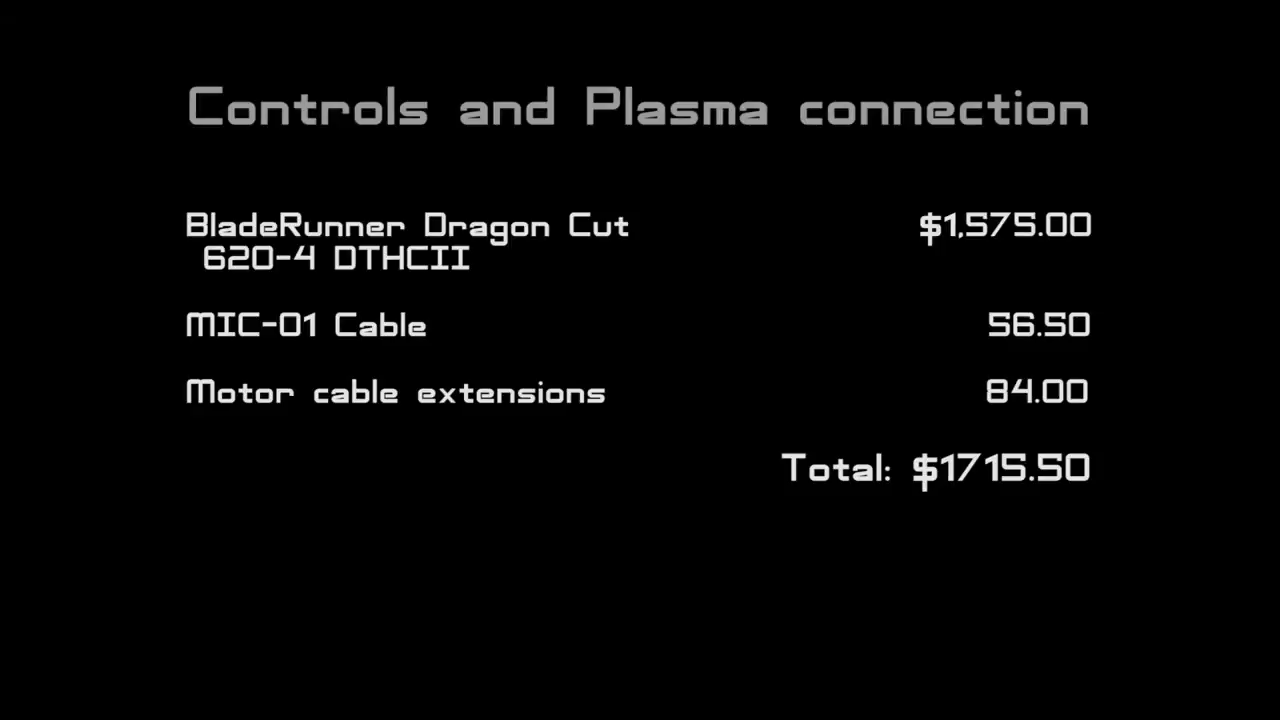 Controls and Plasma connection
BladeRunner Dragon Cut $1,575.00
620-4 DTHCII
MIC-01 Cable 56.50
Motor cable extensions 84.00
Total: $1715.50